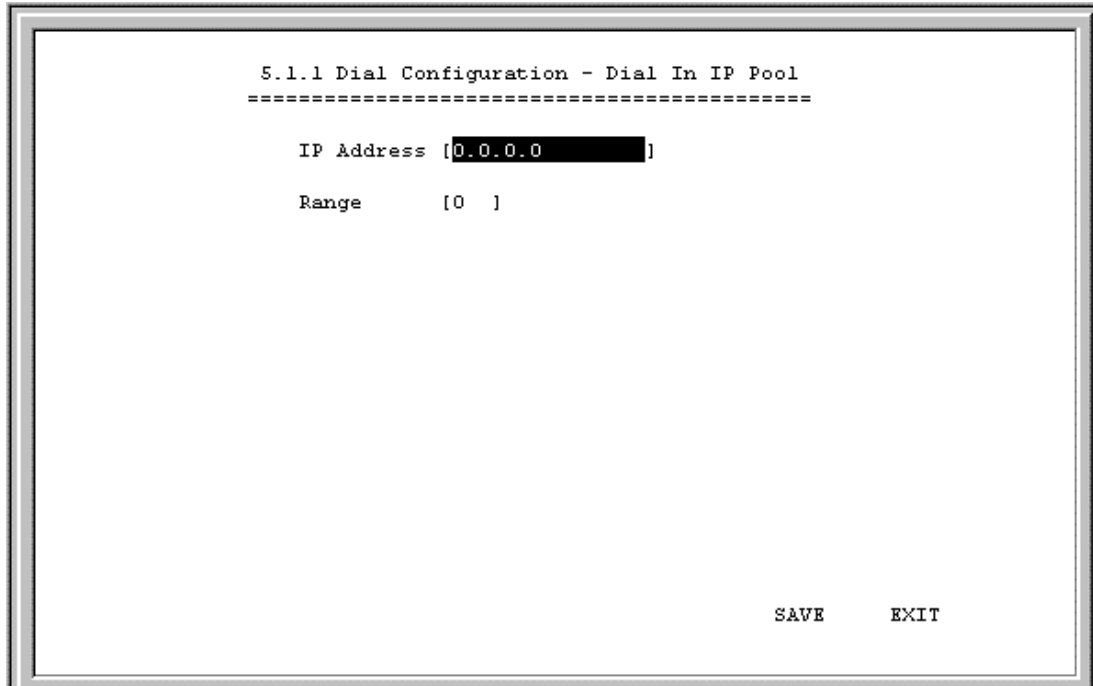 5.1.1 Dial Configuration - Dial In IP Pool
============================================
IP Address [0.0.0.0               ]
Range      [0  ]
SAVE     EXIT